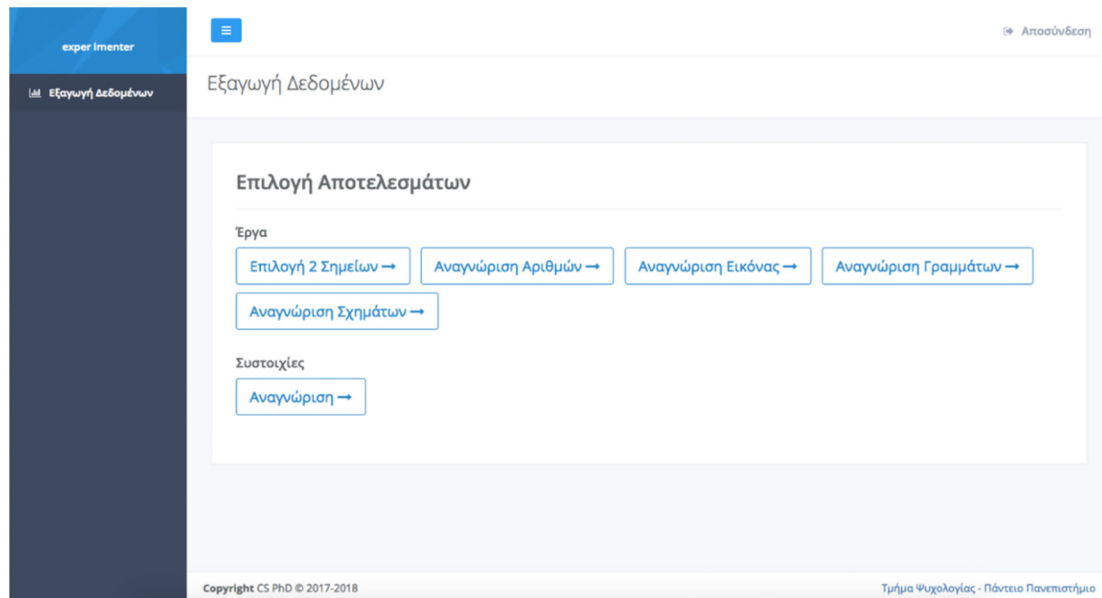 exper imenter
Αποσύνδεση
Εξαγωγή Δεδομένων
Εξαγωγή Δεδομένων
Επιλογή Αποτελεσμάτων
Έργα
Επιλογή 2 Σημείων →
Αναγνώριση Αριθμών →
Αναγνώριση Εικόνας →
Αναγνώριση Γραμμάτων →
Αναγνώριση Σχημάτων →
Συστοιχίες
Αναγνώριση →
Copyright CS PhD © 2017-2018
Τμήμα Ψυχολογίας - Πάντειο Πανεπιστήμιο